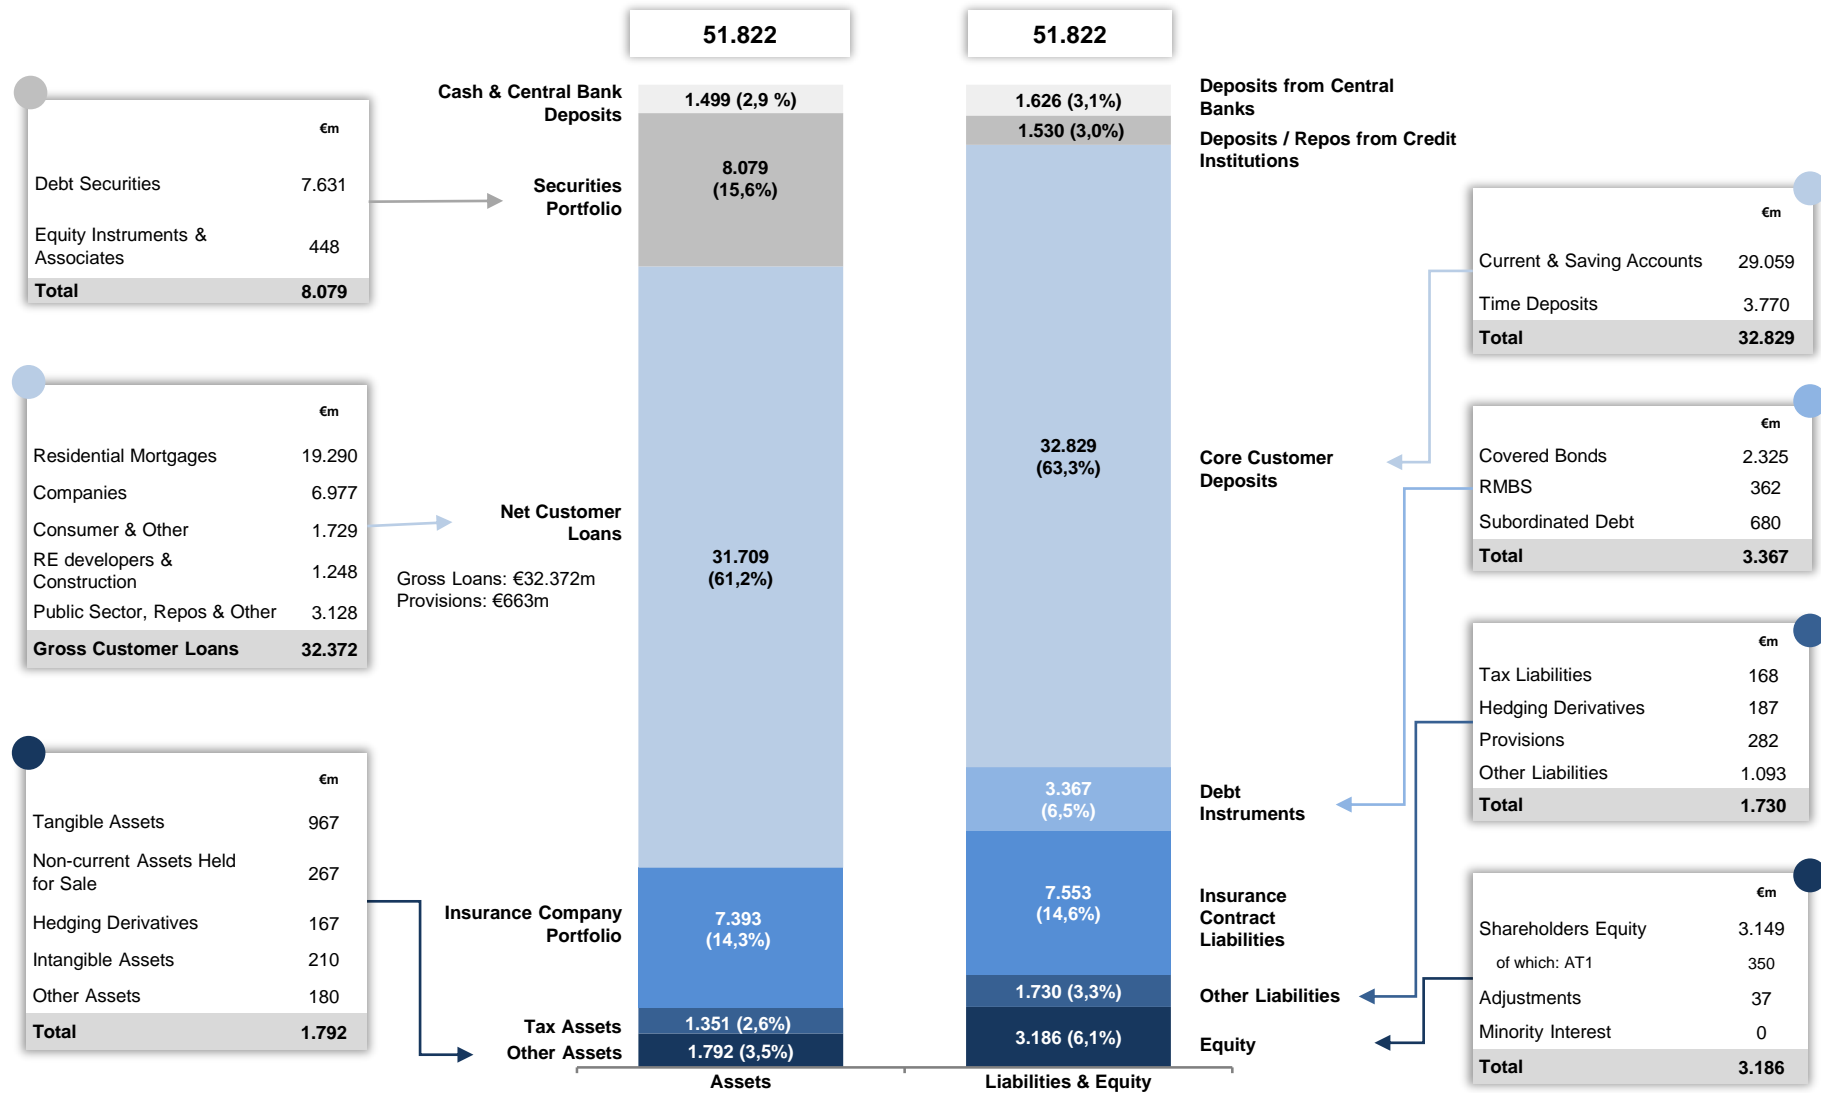 51.822
51.822
€m
Debt Securities 7.631
Equity Instruments &
Associates 448
Total 8.079
€m
Residential Mortgages 19.290
Companies 6.977
Consumer & Other 1.729
RE developers &
Construction 1.248
Public Sector, Repos & Other 3.128
Gross Customer Loans 32.372
€m
Tangible Assets 967
Non-current Assets Held
for Sale 267
Hedging Derivatives 167
Intangible Assets 210
Other Assets 180
Total 1.792
Cash & Central Bank
Deposits
Securities
Portfolio
Net Customer
Loans
Gross Loans: €32.372m
Provisions: €663m
Insurance Company
Portfolio
Tax Assets
Other Assets
1.499 (2,9 %)
8.079
(15,6%)
31.709
(61,2%)
7.393
(14,3%)
1.351 (2,6%)
1.792 (3,5%)
Assets
1.626 (3,1%)
1.530 (3,0%)
32.829
(63,3%)
3.367
(6,5%)
7.553
(14,6%)
1.730 (3,3%)
3.186 (6,1%)
Liabilities & Equity
Deposits from Central
Banks
Deposits / Repos from Credit
Institutions
Core Customer
Deposits
Debt
Instruments
Insurance
Contract
Liabilities
Other Liabilities
Equity
€m
Current & Saving Accounts 29.059
Time Deposits 3.770
Total 32.829
€m
Covered Bonds 2.325
RMBS 362
Subordinated Debt 680
Total 3.367
€m
Tax Liabilities 168
Hedging Derivatives 187
Provisions 282
Other Liabilities 1.093
Total 1.730
€m
Shareholders Equity 3.149
of which: AT1 350
Adjustments 37
Minority Interest 0
Total 3.186